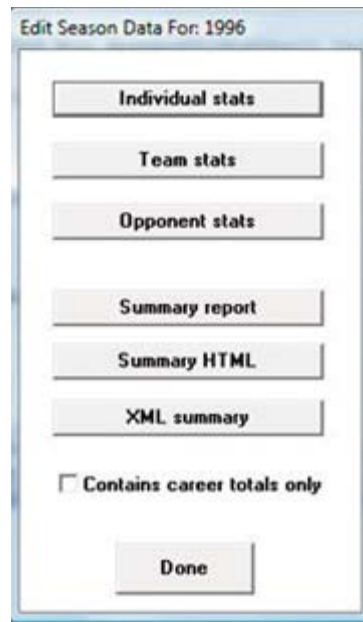 Edit Season Data For: 1996
Individual stats
Team stats
Opponent stats
Summary report
Summary HTML
XML summary
Contains career totals only
Done